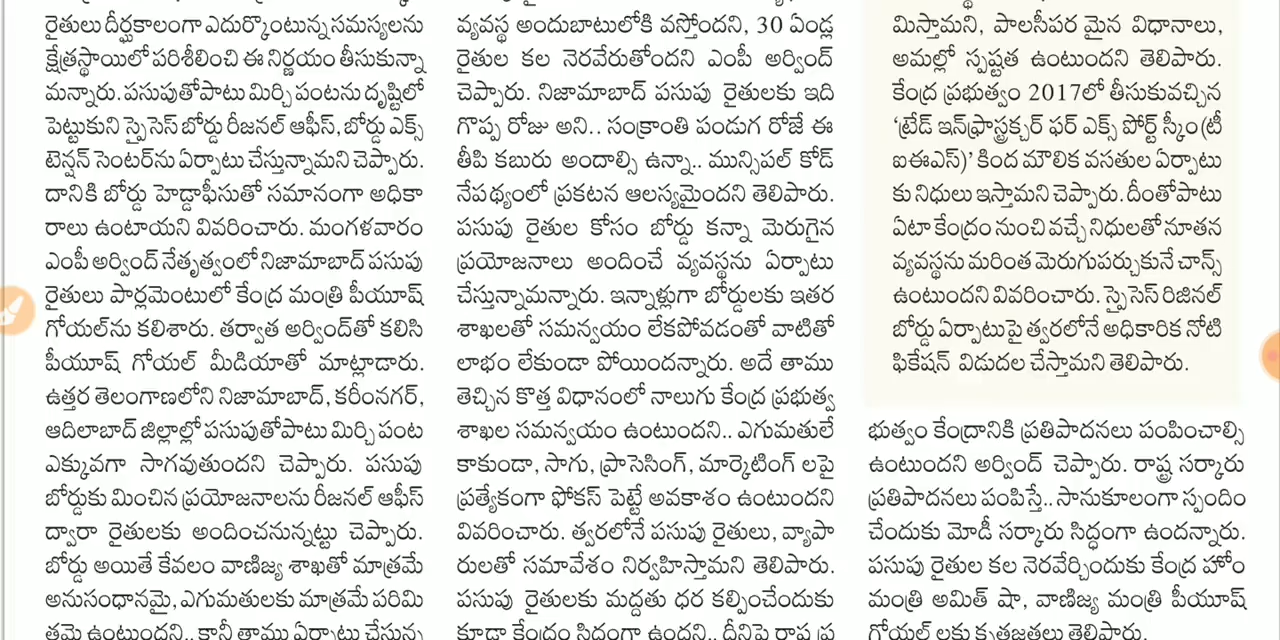 రైతులు దీర్ఘకాలంగా ఎదుర్కొంటున్న సమస్యలను
క్షేత్రస్థాయిలో పరిశీలించి ఈ నిర్ణయం తీసుకున్నా
మన్నారు. పసుపుతోపాటు మిర్చి పంటను దృష్టిలో
పెట్టుకుని స్పైసెస్ బోర్డు రీజనల్ ఆఫీస్, బోర్డు ఎక్స్
టెన్షన్ సెంటర్‌ను ఏర్పాటు చేస్తున్నామని చెప్పారు.
దానికి బోర్డు హెడ్డాఫీసుతో సమానంగా అధికా
రాలు ఉంటాయని వివరించారు. మంగళవారం
ఎంపీ అర్వింద్ నేతృత్వంలో నిజామాబాద్ పసుపు
రైతులు పార్లమెంటులో కేంద్ర మంత్రి పీయూష్
గోయల్‌ను కలిశారు. తర్వాత అర్వింద్‌తో కలిసి
పీయూష్ గోయల్ మీడియాతో మాట్లాడారు.
ఉత్తర తెలంగాణలోని నిజామాబాద్, కరీంనగర్,
ఆదిలాబాద్ జిల్లాల్లో పసుపుతోపాటు మిర్చి పంట
ఎక్కువగా సాగవుతుందని చెప్పారు. పసుపు
బోర్డుకు మించిన ప్రయోజనాలను రీజనల్ ఆఫీస్
ద్వారా రైతులకు అందించనున్నట్టు చెప్పారు.
బోర్డు అయితే కేవలం వాణిజ్య శాఖతో మాత్రమే
అనుసంధానమై, ఎగుమతులకు మాత్రమే పరిమి
తమై ఉంటుందని.. కానీ తాము ఏర్పాటు చేసున్న
వ్యవస్థ అందుబాటులోకి వస్తోందని, 30 ఏండ్ల
రైతుల కల నెరవేరుతోందని ఎంపీ అర్వింద్
చెప్పారు. నిజామాబాద్ పసుపు రైతులకు ఇది
గొప్ప రోజు అని.. సంక్రాంతి పండుగ రోజే ఈ
తీపి కబురు అందాల్సి ఉన్నా.. మున్సిపల్ కోడ్
నేపథ్యంలో ప్రకటన ఆలస్యమైందని తెలిపారు.
పసుపు రైతుల కోసం బోర్డు కన్నా మెరుగైన
ప్రయోజనాలు అందించే వ్యవస్థను ఏర్పాటు
చేస్తున్నామన్నారు. ఇన్నాళ్లుగా బోర్డులకు ఇతర
శాఖలతో సమన్వయం లేకపోవడంతో వాటితో
లాభం లేకుండా పోయిందన్నారు. అదే తాము
తెచ్చిన కొత్త విధానంలో నాలుగు కేంద్ర ప్రభుత్వ
శాఖల సమన్వయం ఉంటుందని.. ఎగుమతులే
కాకుండా, సాగు, ప్రాసెసింగ్, మార్కెటింగ్ లపై
ప్రత్యేకంగా ఫోకస్ పెట్టే అవకాశం ఉంటుందని
వివరించారు. త్వరలోనే పసుపు రైతులు, వ్యాపా
రులతో సమావేశం నిర్వహిస్తామని తెలిపారు.
పసుపు రైతులకు మద్దతు ధర కల్పించేందుకు
కూడా కేంద్రం సిద్ధంగా ఉందని.. దీనిపై రాష్ట్ర ప్ర
మిస్తామని, పాలసీపర మైన విధానాలు,
అమల్లో స్పష్టత ఉంటుందని తెలిపారు.
కేంద్ర ప్రభుత్వం 2017లో తీసుకువచ్చిన
‘ట్రేడ్ ఇన్‌ఫ్రాస్ట్రక్చర్ ఫర్ ఎక్స్ పోర్ట్ స్కీం(టీ
ఐఈఎస్)’ కింద మౌలిక వసతుల ఏర్పాటు
కు నిధులు ఇస్తామని చెప్పారు. దీంతోపాటు
ఏటా కేంద్రం నుంచి వచ్చే నిధులతో నూతన
వ్యవస్థను మరింత మెరుగుపర్చుకునే చాన్స్
ఉంటుందని వివరించారు. స్పైసెస్ రిజినల్
బోర్డు ఏర్పాటుపై త్వరలోనే అధికారిక నోటి
ఫికేషన్ విడుదల చేస్తామని తెలిపారు.
భుత్వం కేంద్రానికి ప్రతిపాదనలు పంపించాల్సి
ఉంటుందని అర్వింద్ చెప్పారు. రాష్ట్ర సర్కారు
ప్రతిపాదనలు పంపిస్తే.. సానుకూలంగా స్పందిం
చేందుకు మోడీ సర్కారు సిద్ధంగా ఉందన్నారు.
పసుపు రైతుల కల నెరవేర్చిందుకు కేంద్ర హోం
మంత్రి అమిత్ షా, వాణిజ్య మంత్రి పీయూష్
గోయల్ లకు కృతజ్ఞతలు తెలిపారు.